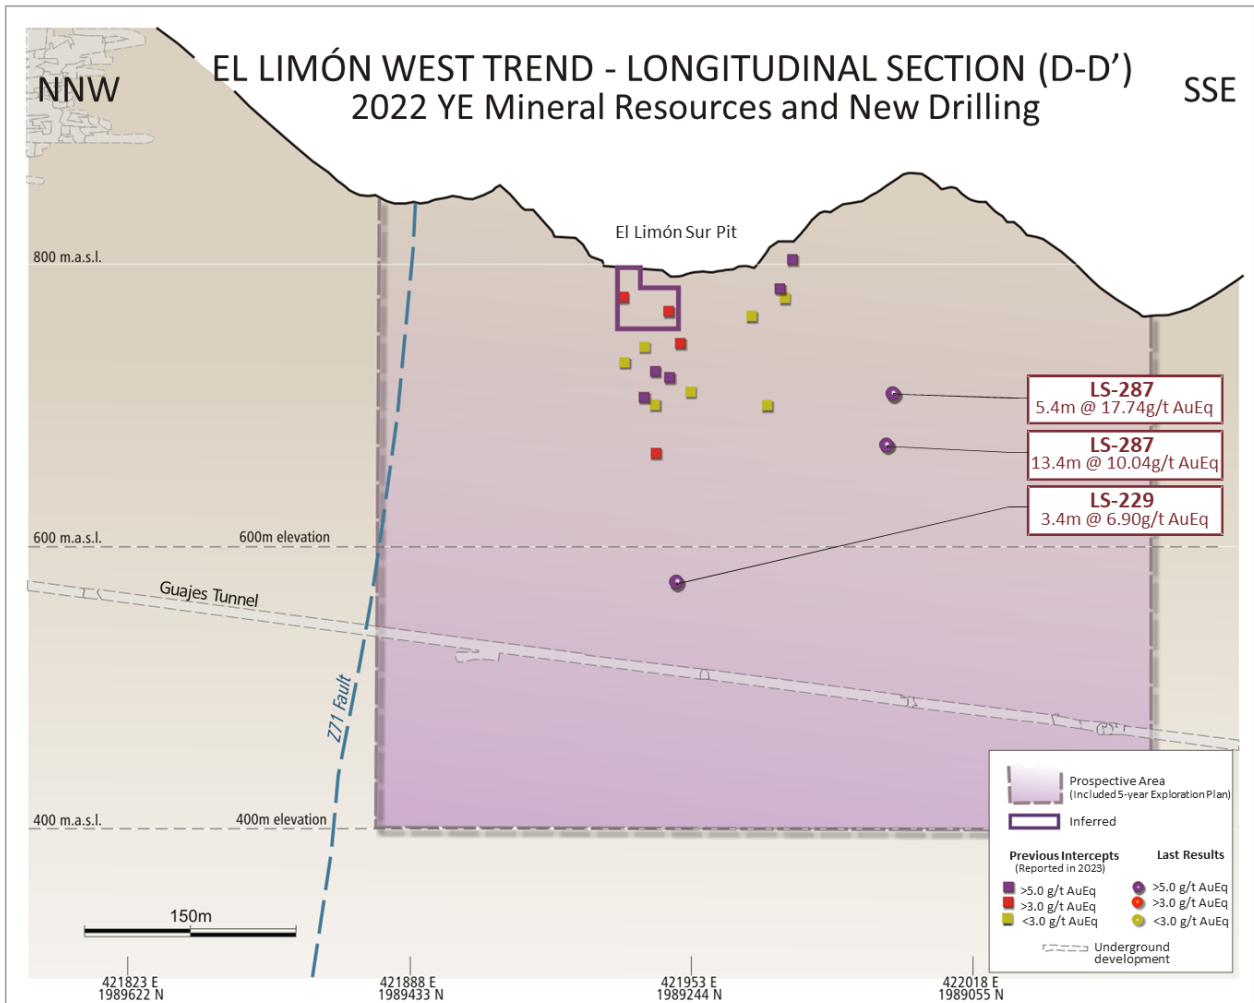 EL LIMÓN WEST TREND - LONGITUDINAL SECTION (D-D’)
2022 YE Mineral Resources and New Drilling
NNW
SSE
El Limón Sur Pit
800 m.a.s.l.
LS-287
5.4m @ 17.74g/t AuEq
LS-287
13.4m @ 10.04g/t AuEq
LS-229
3.4m @ 6.90g/t AuEq
600 m.a.s.l.
600m elevation
Guajes Tunnel
Z71 Fault
400 m.a.s.l.
400m elevation
Prospective Area
(Included 5-year Exploration Plan)
Inferred
Previous Intercepts
(Reported in 2023)
>5.0 g/t AuEq
>3.0 g/t AuEq
<3.0 g/t AuEq
Last Results
>5.0 g/t AuEq
>3.0 g/t AuEq
<3.0 g/t AuEq
Underground
development
150m
421823 E
1989622 N
421888 E
1989433 N
421953 E
1989244 N
422018 E
1989055 N